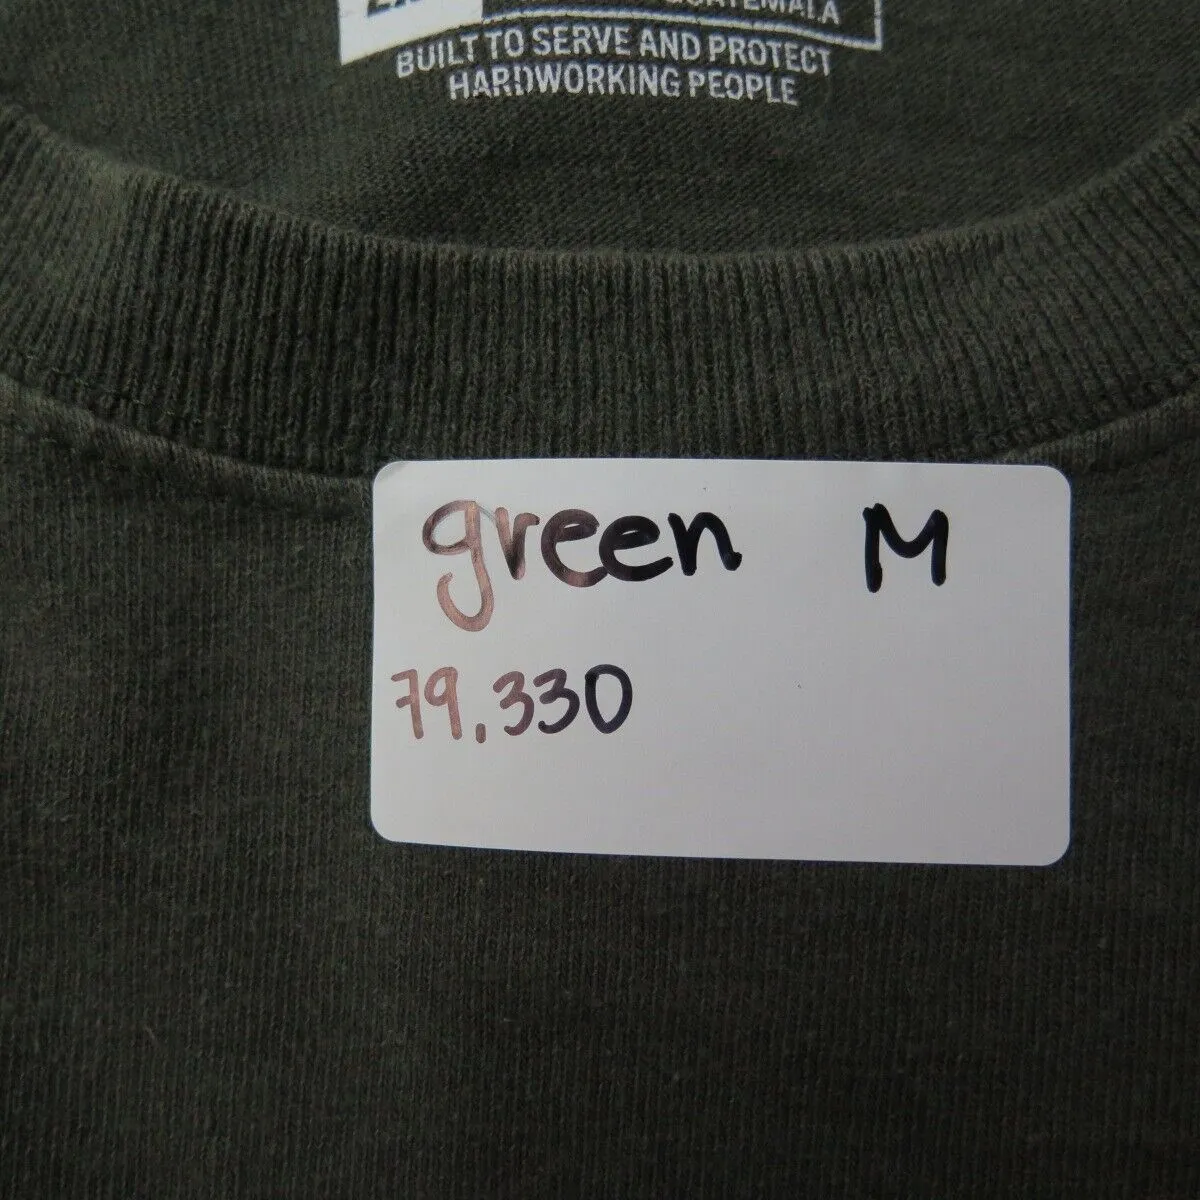 BUILT TO SERVE AND PROTECT
HARDWORKING PEOPLE
green M
79.330